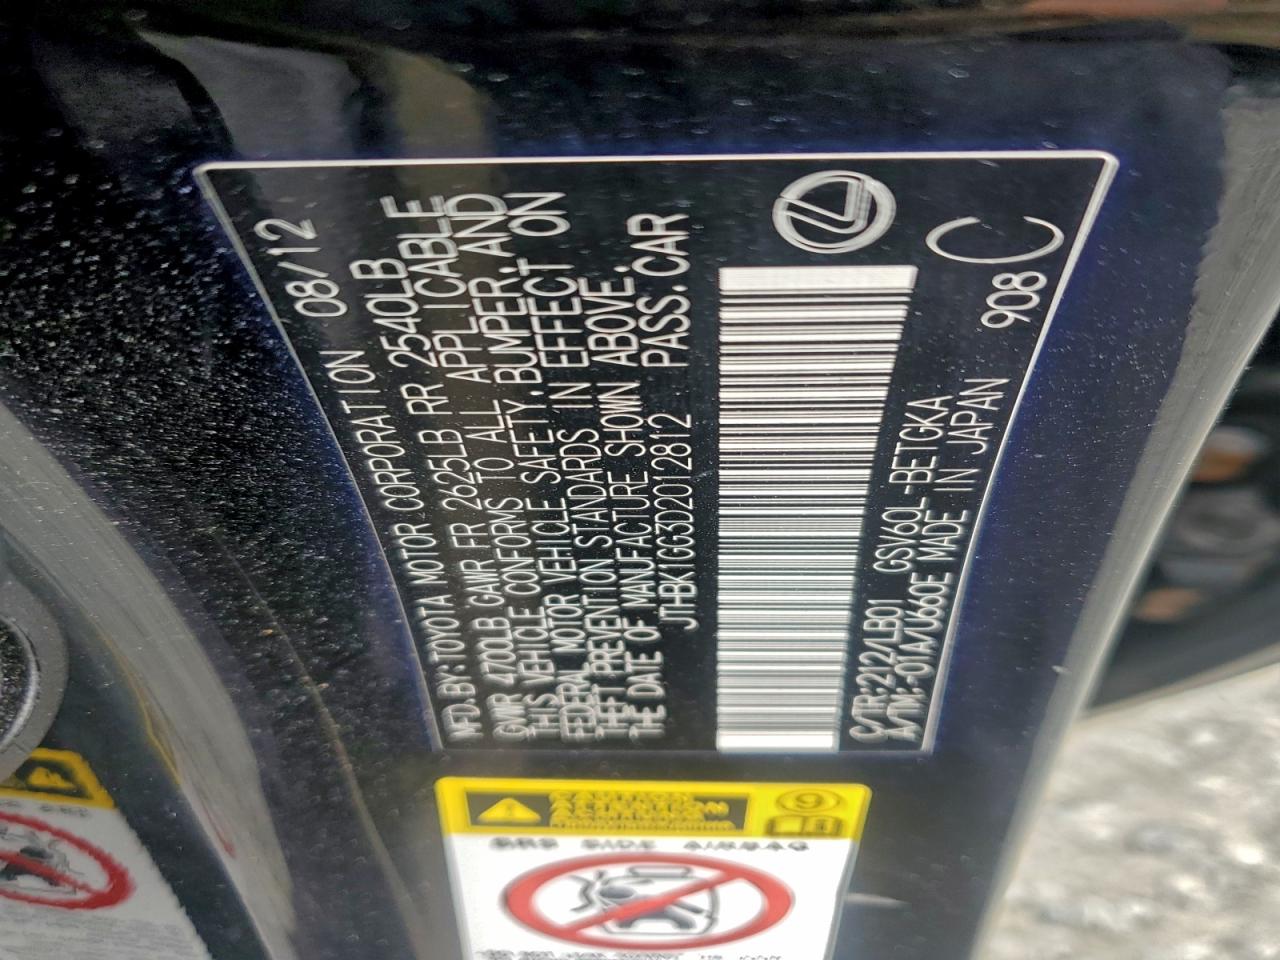 MFD.BY:TOYOTA MOTOR CORPORATION 08/12
GVWR 4700LB GAWR FR 2625LB RR 2540LB
THIS VEHICLE CONFORMS TO ALL APPLICABLE
FEDERAL MOTOR VEHICLE SAFETY,BUMPER,AND
THEFT PREVENTION STANDARDS IN EFFECT ON
THE DATE OF MANUFACTURE SHOWN ABOVE.
JTHBK1GG3D2012812 PASS.CAR
C/TR:212/LB01 GSV60L-BETGKA
A/TM:-01A/U660E MADE IN JAPAN 908
C
CAUTION
ATTENTION
SRS SIDE AIRBAG